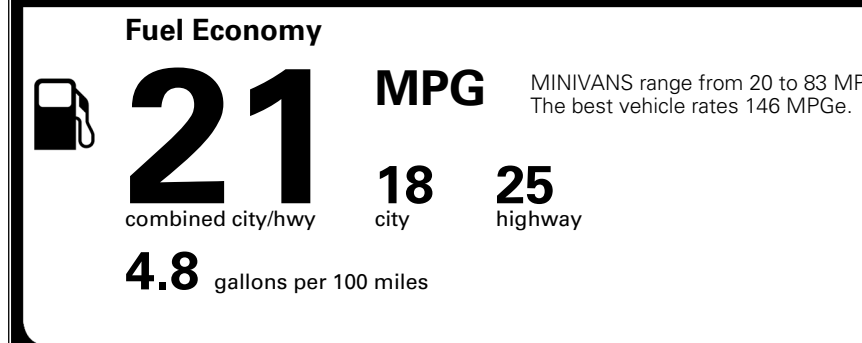 Fuel Economy
21
MPG
MINIVANS range from 20 to 83 MP
The best vehicle rates 146 MPGe.
18
25
combined city/hwy
city
highway
4.8 gallons per 100 miles